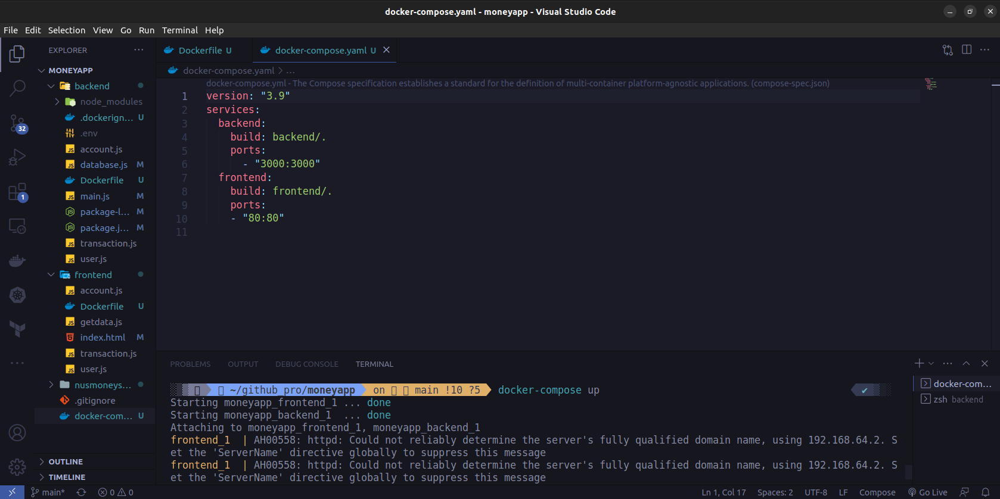 docker-compose.yaml - moneyapp - Visual Studio Code
File Edit Selection View Go Run Terminal Help
EXPLORER ···
Dockerfile U
docker-compose.yaml U
MONEYAPP
docker-compose.yaml > ...
backend
node_modules
.dockerign... U
.env
account.js
database.js M
Dockerfile U
main.js M
package-l... M
package.j... M
transaction.js
user.js
frontend
account.js
Dockerfile U
getdata.js
index.html M
transaction.js
user.js
nusmoneys...
.gitignore
docker-com... U
OUTLINE
TIMELINE
32
1
docker-compose.yml - The Compose specification establishes a standard for the definition of multi-container platform-agnostic applications. (compose-spec.json)
1 version: "3.9"
2 services:
3 backend:
4 build: backend/.
5 ports:
6 - "3000:3000"
7 frontend:
8 build: frontend/.
9 ports:
10 - "80:80"
11
PROBLEMS OUTPUT DEBUG CONSOLE TERMINAL
~/github_pro/moneyapp on main !10 ?5 docker-compose up
Starting moneyapp_frontend_1 ... done
Starting moneyapp_backend_1 ... done
Attaching to moneyapp_frontend_1, moneyapp_backend_1
frontend_1 | AH00558: httpd: Could not reliably determine the server's fully qualified domain name, using 192.168.64.2. S
et the 'ServerName' directive globally to suppress this message
frontend_1 | AH00558: httpd: Could not reliably determine the server's fully qualified domain name, using 192.168.64.2. S
et the 'ServerName' directive globally to suppress this message
docker-com...
zsh backend
main* 0 0 Ln 1, Col 17 Spaces: 2 UTF-8 LF Compose Go Live